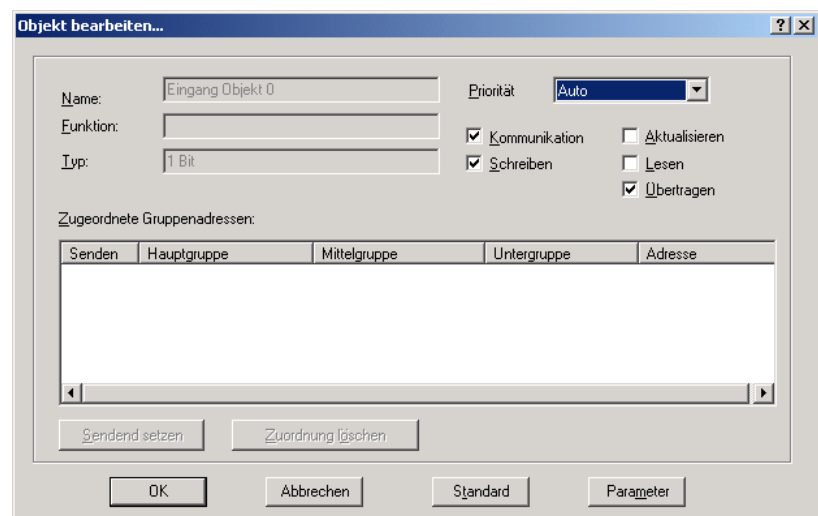 Objekt bearbeiten...
Name:
Eingang Objekt 0
Priorität
Auto
Funktion:
Kommunikation
Aktualisieren
Typ:
1 Bit
Schreiben
Lesen
Übertragen
Zugeordnete Gruppenadressen:
Senden Hauptgruppe Mittelgruppe Untergruppe Adresse
Sendend setzen Zuordnung löschen
OK Abbrechen Standard Parameter